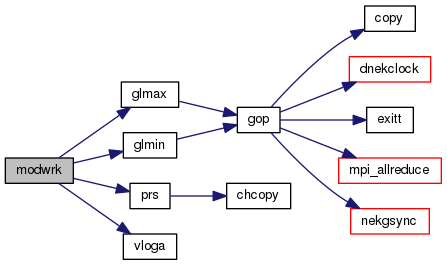 modwrk
glmax
glmin
prs
vloga
gop
chcopy
copy
dnekclock
exitt
mpi_allreduce
nekgsync